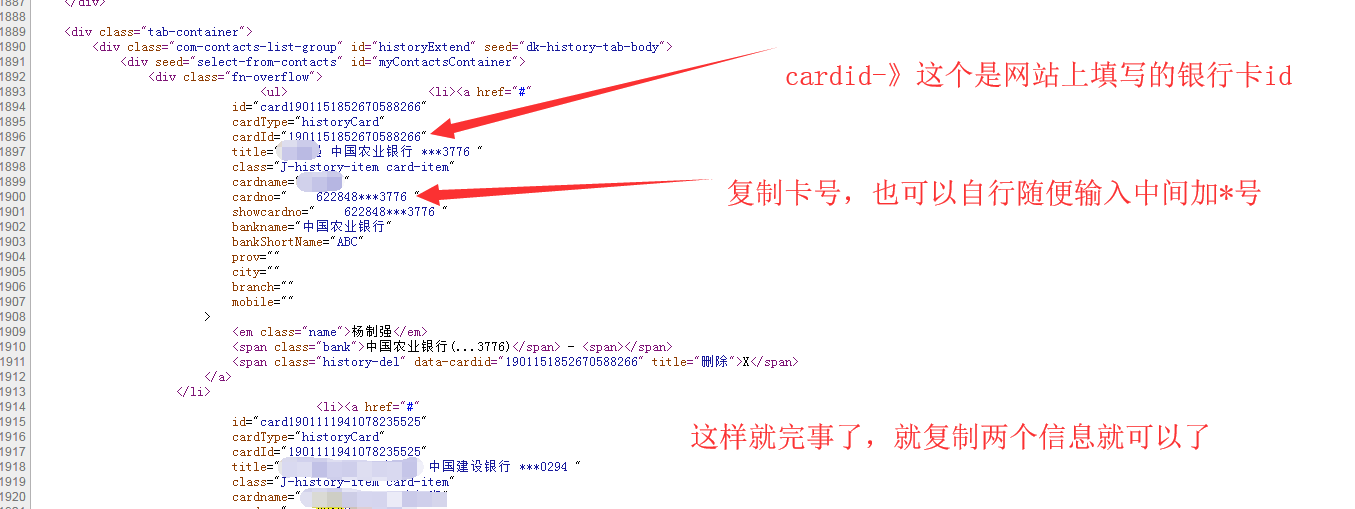 1887 </div>
1888
1889 <div class="tab-container">
1890 <div class="com-contacts-list-group" id="historyExtend" seed="dk-history-tab-body">
1891 <div seed="select-from-contacts" id="myContactsContainer">
1892 <div class="fn-overflow">
1893 <ul> <li><a href="#"
1894 id="card1901151852670588266"
1895 cardType="historyCard"
1896 cardId="1901151852670588266"
cardid-》这个是网站上填写的银行卡id
1897 title=" 中国农业银行 ***3776 "
1898 class="J-history-item card-item"
1899 cardname=" "
1900 cardno=" 622848***3776 "
复制卡号，也可以自行随便输入中间加*号
1901 showcardno=" 622848***3776 "
1902 bankname="中国农业银行"
1903 bankShortName="ABC"
1904 prov=""
1905 city=""
1906 branch=""
1907 mobile=""
1908 >
1909 <em class="name">杨制强</em>
1910 <span class="bank">中国农业银行(...3776)</span> - <span></span>
1911 <span class="history-del" data-cardid="1901151852670588266" title="删除">X</span>
1912 </a>
1913 </li>
1914 <li><a href="#"
1915 id="card1901111941078235525"
1916 cardType="historyCard"
这样就完事了，就复制两个信息就可以了
1917 cardId="1901111941078235525"
1918 title=" 中国建设银行 ***0294 "
1919 class="J-history-item card-item"
1920 cardname="